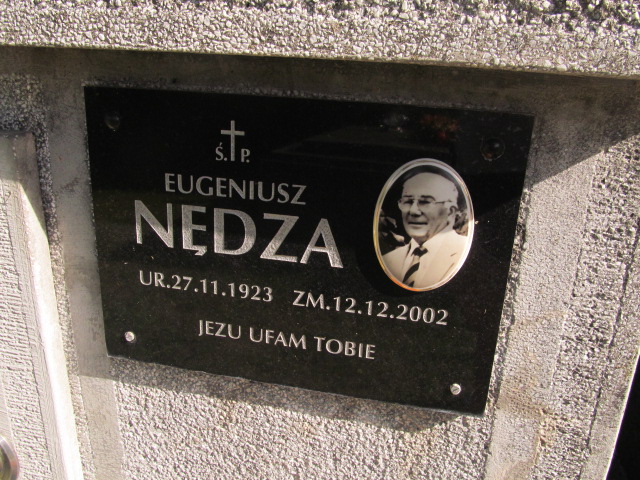 Ś. P.
EUGENIUSZ
NĘDZA
UR.27.11.1923 ZM.12.12.2002
JEZU UFAM TOBIE